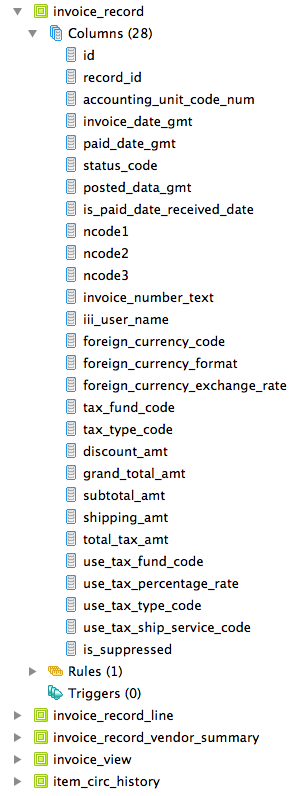 invoice_record
Columns (28)
id
record_id
accounting_unit_code_num
invoice_date_gmt
paid_date_gmt
status_code
posted_data_gmt
is_paid_date_received_date
ncode1
ncode2
ncode3
invoice_number_text
iii_user_name
foreign_currency_code
foreign_currency_format
foreign_currency_exchange_rate
tax_fund_code
tax_type_code
discount_amt
grand_total_amt
subtotal_amt
shipping_amt
total_tax_amt
use_tax_fund_code
use_tax_percentage_rate
use_tax_type_code
use_tax_ship_service_code
is_suppressed
Rules (1)
Triggers (0)
invoice_record_line
invoice_record_vendor_summary
invoice_view
item_circ_history